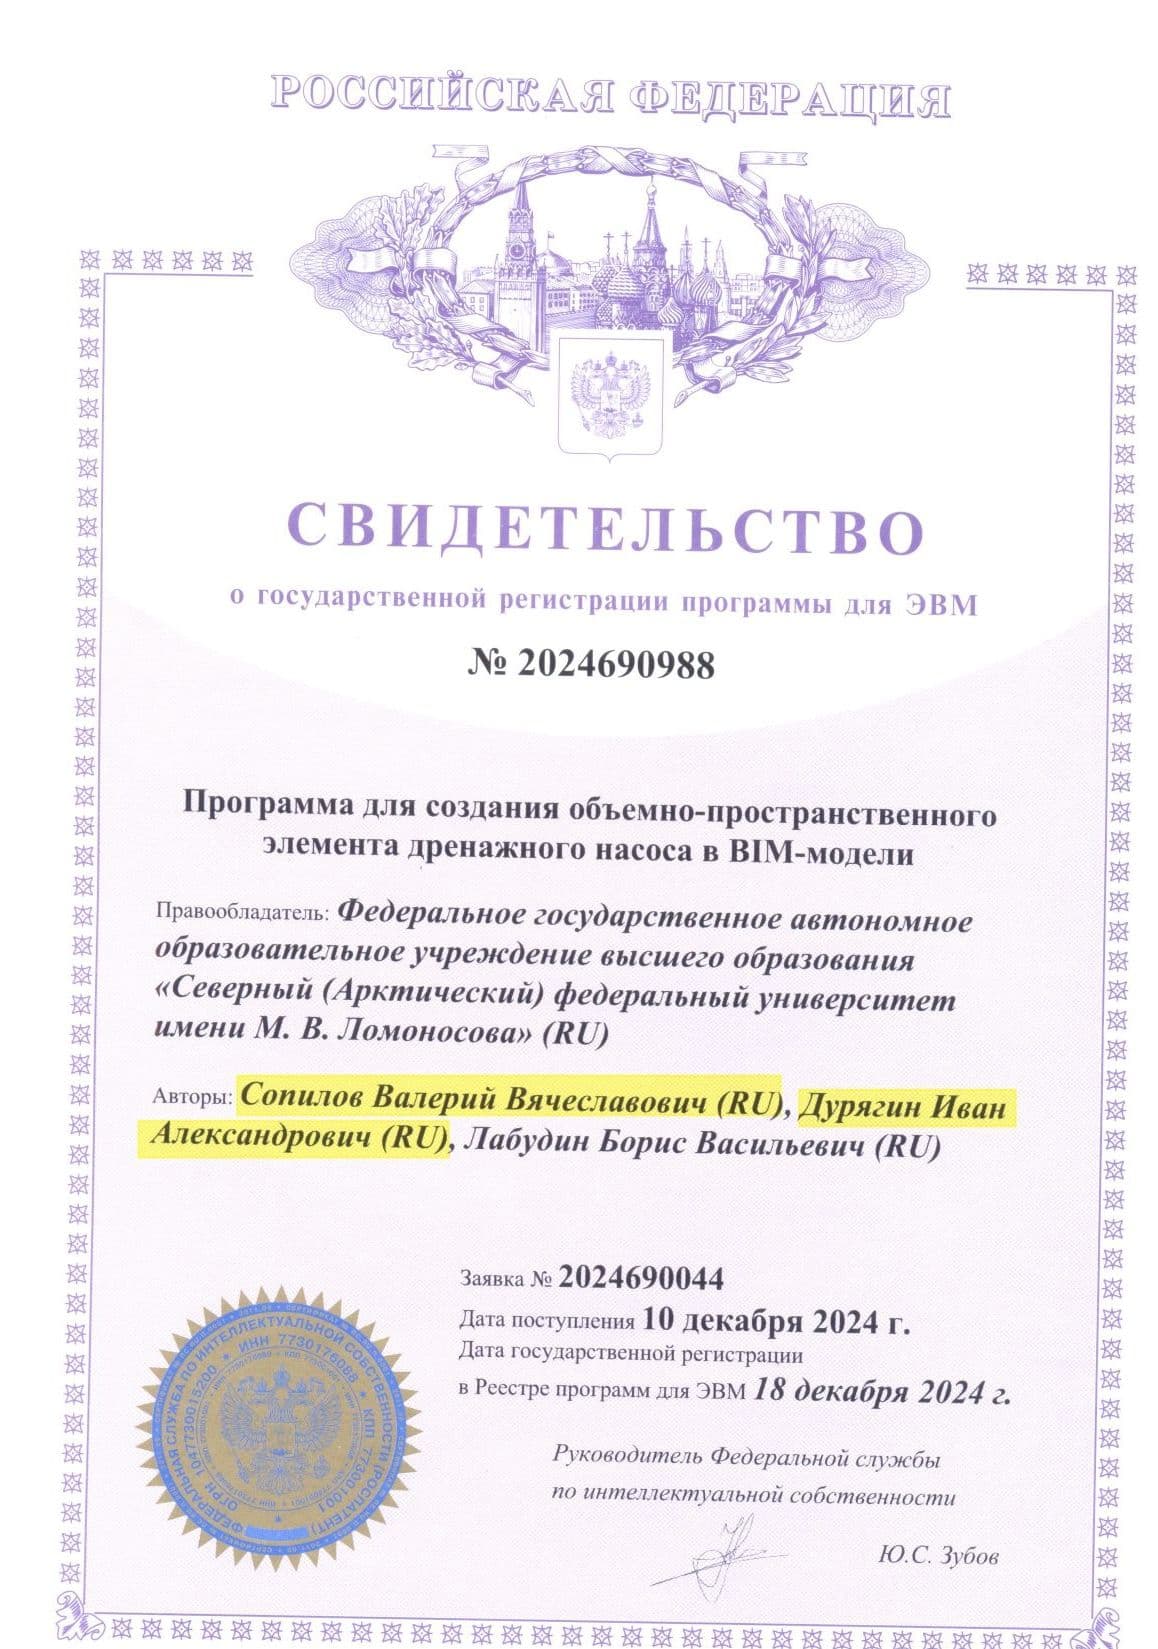 РОССИЙСКАЯ ФЕДЕРАЦИЯ
СВИДЕТЕЛЬСТВО
о государственной регистрации программы для ЭВМ
№ 2024690988
Программа для создания объемно-пространственного
элемента дренажного насоса в BIM-модели
Правообладатель: Федеральное государственное автономное
образовательное учреждение высшего образования
«Северный (Арктический) федеральный университет
имени М. В. Ломоносова» (RU)
Авторы: Сопилов Валерий Вячеславович (RU), Дурягин Иван
Александрович (RU), Лабудин Борис Васильевич (RU)
Заявка № 2024690044
Дата поступления 10 декабря 2024 г.
Дата государственной регистрации
в Реестре программ для ЭВМ 18 декабря 2024 г.
Руководитель Федеральной службы
по интеллектуальной собственности
Ю.С. Зубов
ФЕДЕРАЛЬНАЯ СЛУЖБА ПО ИНТЕЛЛЕКТУАЛЬНОЙ СОБСТВЕННОСТИ (РОСПАТЕНТ)
ОГРН 1047730015200 * ИНН 7730176088 * КПП 773001001